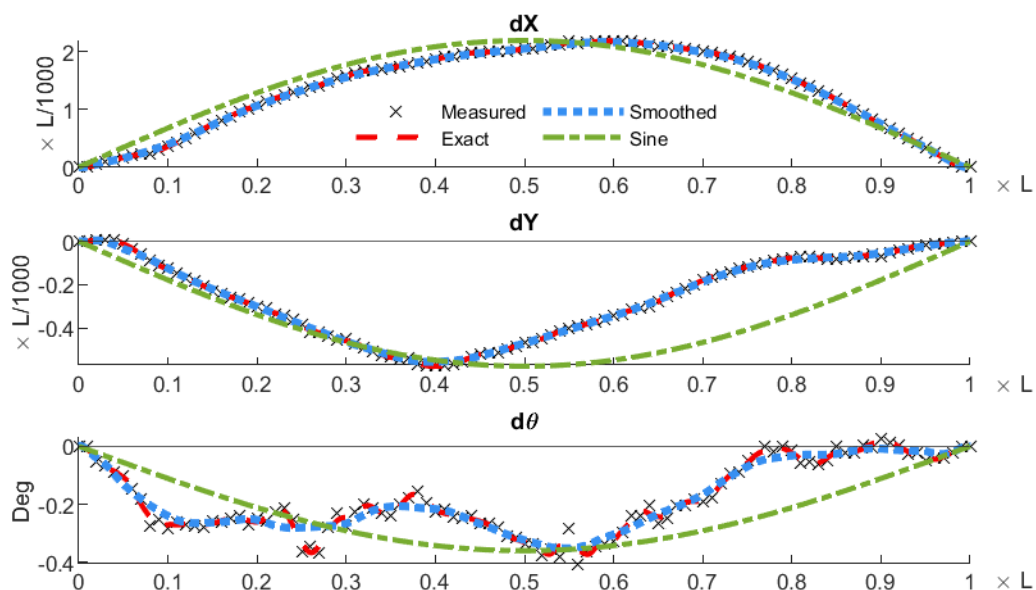 dX
× L/1000
2
1
0
× Measured
Smoothed
Exact
Sine
0 0.1 0.2 0.3 0.4 0.5 0.6 0.7 0.8 0.9 1 × L
dY
× L/1000
0
-0.2
-0.4
0 0.1 0.2 0.3 0.4 0.5 0.6 0.7 0.8 0.9 1 × L
dθ
Deg
0
-0.2
-0.4
0 0.1 0.2 0.3 0.4 0.5 0.6 0.7 0.8 0.9 1 × L